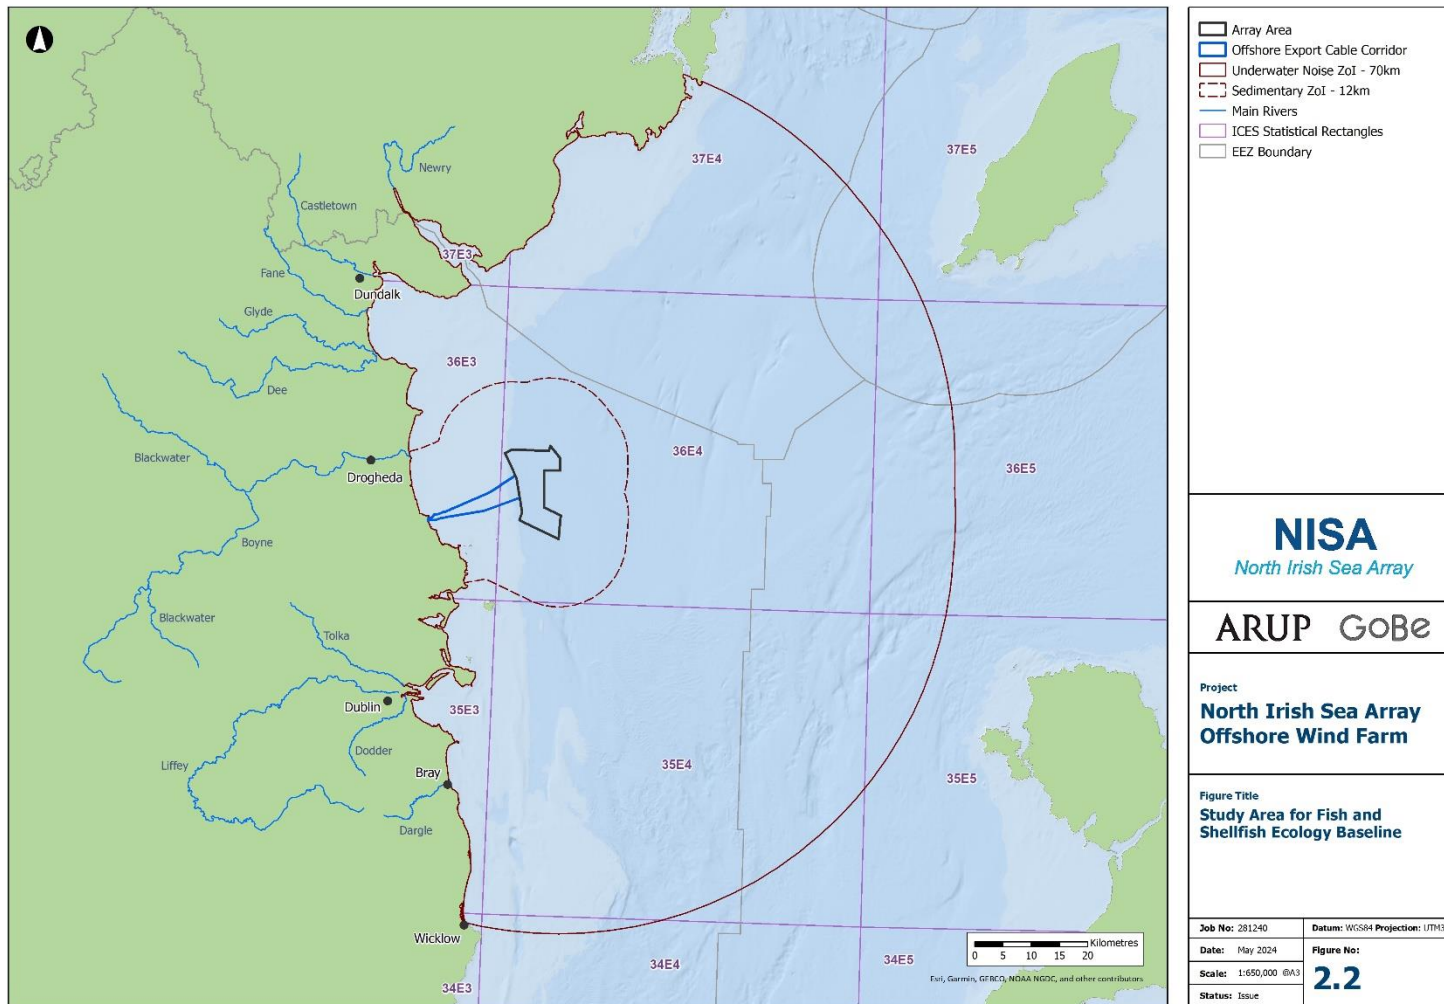 Newry
Castletown
Fane
Dundalk
Glyde
Dee
Blackwater
Drogheda
Boyne
Blackwater
Tolka
Dublin
Dodder
Liffey
Bray
Dargle
Wicklow
37E4
37E5
37E3
36E3
36E4
36E5
35E3
35E4
35E5
34E3
34E4
34E5
Kilometres
0 5 10 20
Esri, Garmin, GEBCO, NOAA NGDC, and other contributors
Array Area
Offshore Export Cable Corridor
Underwater Noise ZoI - 70km
Sedimentary ZoI - 12km
Main Rivers
ICES Statistical Rectangles
EEZ Boundary
NISA
North Irish Sea Array
ARUP GoBe
Project
North Irish Sea Array
Offshore Wind Farm
Figure Title
Study Area for Fish and
Shellfish Ecology Baseline
Job No: 281240
Datum: WGS84 Projection:
Date: May 2024
Figure No:
Scale: 1:650,000 @A3
2.2
Status: Issue